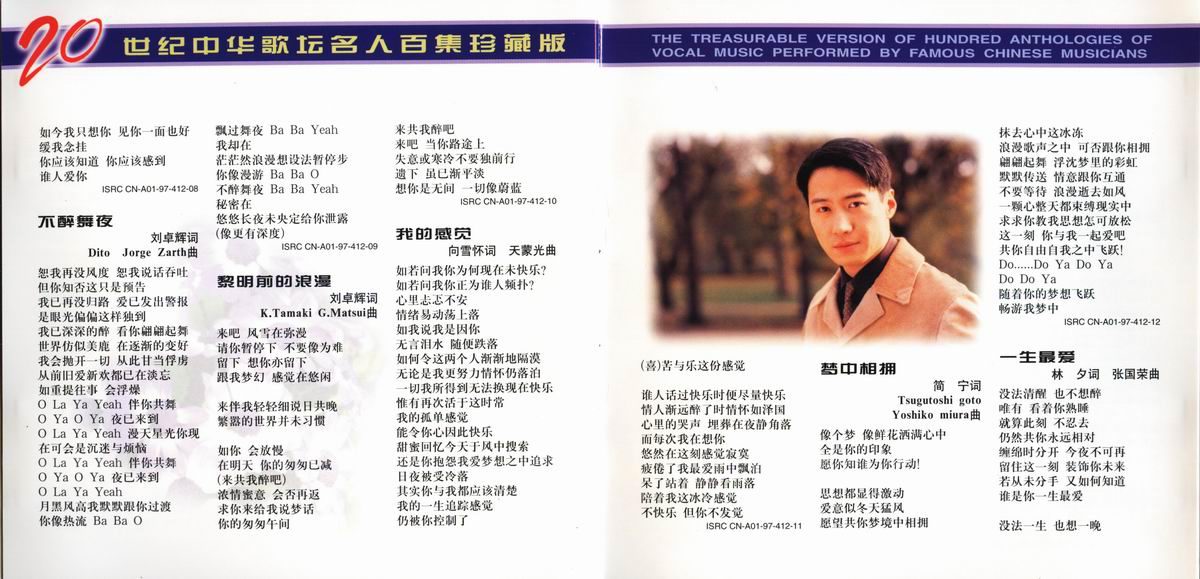 20 世纪中华歌坛名人百集珍藏版
THE TREASURABLE VERSION OF HUNDRED ANTHOLOGIES OF
VOCAL MUSIC PERFORMED BY FAMOUS CHINESE MUSICIANS
如今我只想你 见你一面也好
缓我念挂
你应该知道 你应该感到
谁人爱你
ISRC CN-A01-97-412-08
不醉舞夜
刘卓辉词
Dito Jorge Zarth曲
恕我再没风度 恕我说话吞吐
但你知否这只是预告
我已再没归路 爱已发出警报
是眼光偏偏这样独到
我已深深的醉 看你翩翩起舞
世界仿似美鹿 在逐渐的变好
我会抛开一切 从此甘当俘虏
从前旧爱新欢都已在淡忘
如重提往事 会浮燥
O La Ya Yeah 伴你共舞
O Ya O Ya 夜已来到
O La Ya Yeah 漫天星光你现
在可会是沉迷与烦恼
O La Ya Yeah 伴你共舞
O Ya O Ya 夜已来到
O La Ya Yeah
月黑风高我默默跟你过渡
你像热流 Ba Ba O
飘过舞夜 Ba Ba Yeah
我却在
茫茫然浪漫想设法暂停步
你像漫游 Ba Ba O
不醉舞夜 Ba Ba Yeah
秘密在
悠悠长夜未央定给你泄露
(像更有深度)
ISRC CN-A01-97-412-09
黎明前的浪漫
刘卓辉词
K.Tamaki G.Matsui曲
来吧 风雪在弥漫
请你暂停下 不要像为难
留下 想你亦留下
跟我梦幻 感觉在悠闲
来伴我轻轻细说日共晚
繁嚣的世界并未习惯
如你 会放慢
在明天 你的匆匆已减
(来共我醉吧)
浓情蜜意 会否再返
求你来给我说梦话
你的匆匆午间
来共我醉吧
来吧 当你路途上
失意或寒冷不要独前行
遗下 虽已渐平淡
想你是无间 一切像蔚蓝
ISRC CN-A01-97-412-10
我的感觉
向雪怀词 天蒙光曲
如若问我你为何现在未快乐?
如若问我你正为谁人频扑?
心里忐忑不安
情绪易动荡上落
如我说我是因你
无言泪水 随便跌落
如何令这两个人渐渐地隔漠
无论是我更努力情怀仍落泊
一切我所得到无法换现在快乐
惟有再次活于这时常
我的孤单感觉
能令你心因此快乐
甜蜜回忆今天于风中搜索
还是你抱怨我爱梦想之中追求
日夜被受冷落
其实你与我都应该清楚
我的一生追踪感觉
仍被你控制了
(喜)苦与乐这份感觉
谁人话过快乐时便尽量快乐
情人渐远醉了时情怀如泽国
心里的哭声 埋葬在夜静角落
而每次我在想你
悠然在这刻感觉寂寞
疲倦了我最爱雨中飘泊
呆了站着 静静看雨落
陪着我这冰冷感觉
不快乐 但你不发觉
ISRC CN-A01-97-412-11
梦中相拥
简 宁词
Tsugutoshi goto
Yoshiko miura曲
像个梦 像鲜花洒满心中
全是你的印象
愿你知谁为你行动!
思想都显得激动
爱意似冬天猛风
愿望共你梦境中相拥
抹去心中这冰冻
浪漫歌声之中 可否跟你相拥
翩翩起舞 浮沈梦里的彩虹
默默传送 情意跟你互通
不要等待 浪漫逝去如风
一颗心整天都束缚现实中
求求你教我思想怎可放松
这一刻 你与我一起爱吧
共你自由自我之中飞跃!
Do......Do Ya Do Ya
Do Do Ya
随着你的梦想飞跃
畅游我梦中
ISRC CN-A01-97-412-12
一生最爱
林 夕词 张国荣曲
没法清醒 也不想醉
唯有 看着你熟睡
就算此刻 不忍去
仍然共你永远相对
缠绵时分开 今夜不可再
留住这一刻 装饰你未来
若从未分手 又如何知道
谁是你一生最爱
没法一生 也想一晚